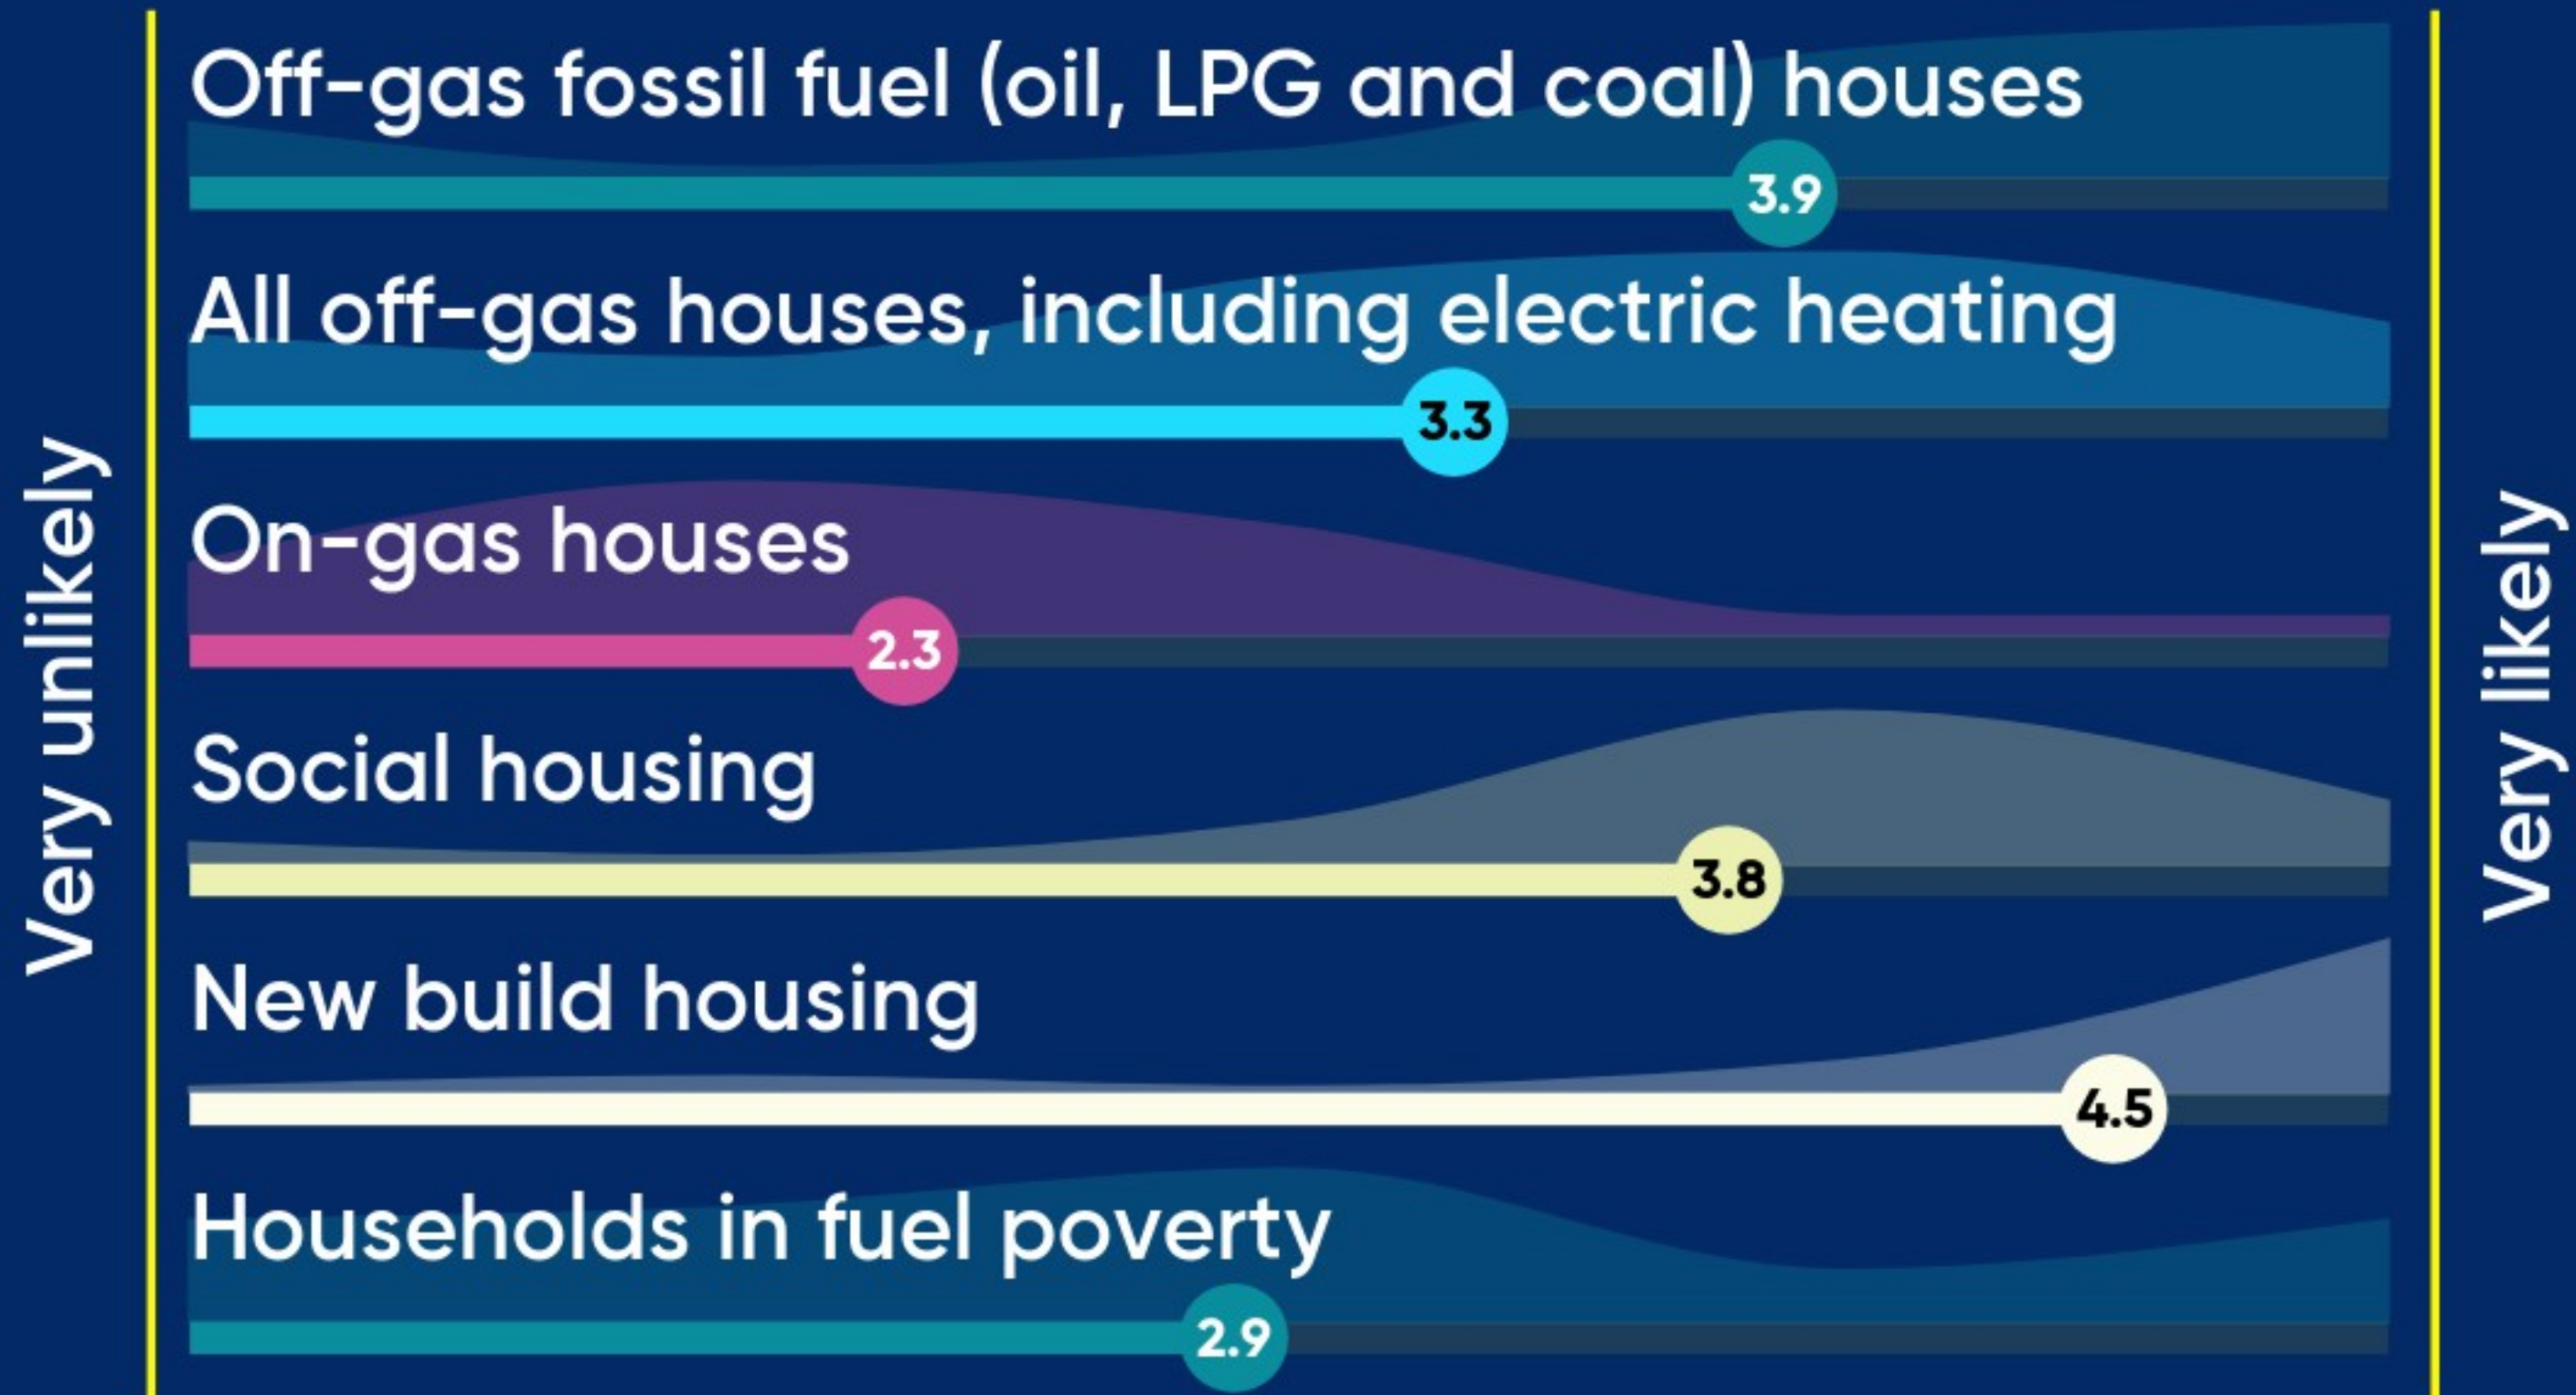 Very unlikely
Off-gas fossil fuel (oil, LPG and coal) houses
3.9
All off-gas houses, including electric heating
3.3
On-gas houses
2.3
Social housing
3.8
New build housing
4.5
Households in fuel poverty
2.9
Very likely